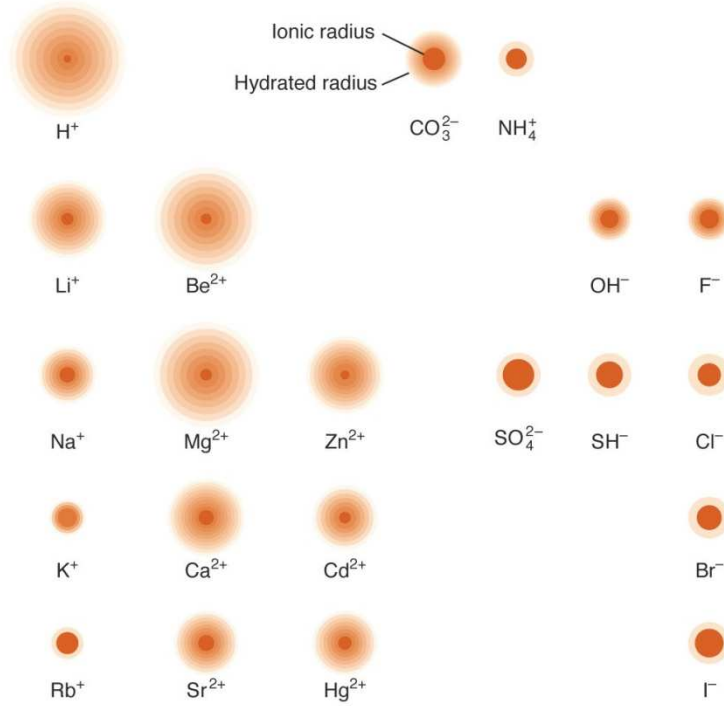 Ionic radius
Hydrated radius
H⁺ CO₃²⁻ NH₄⁺
Li⁺ Be²⁺ OH⁻ F⁻
Na⁺ Mg²⁺ Zn²⁺ SO₄²⁻ SH⁻ Cl⁻
K⁺ Ca²⁺ Cd²⁺ Br⁻
Rb⁺ Sr²⁺ Hg²⁺ I⁻